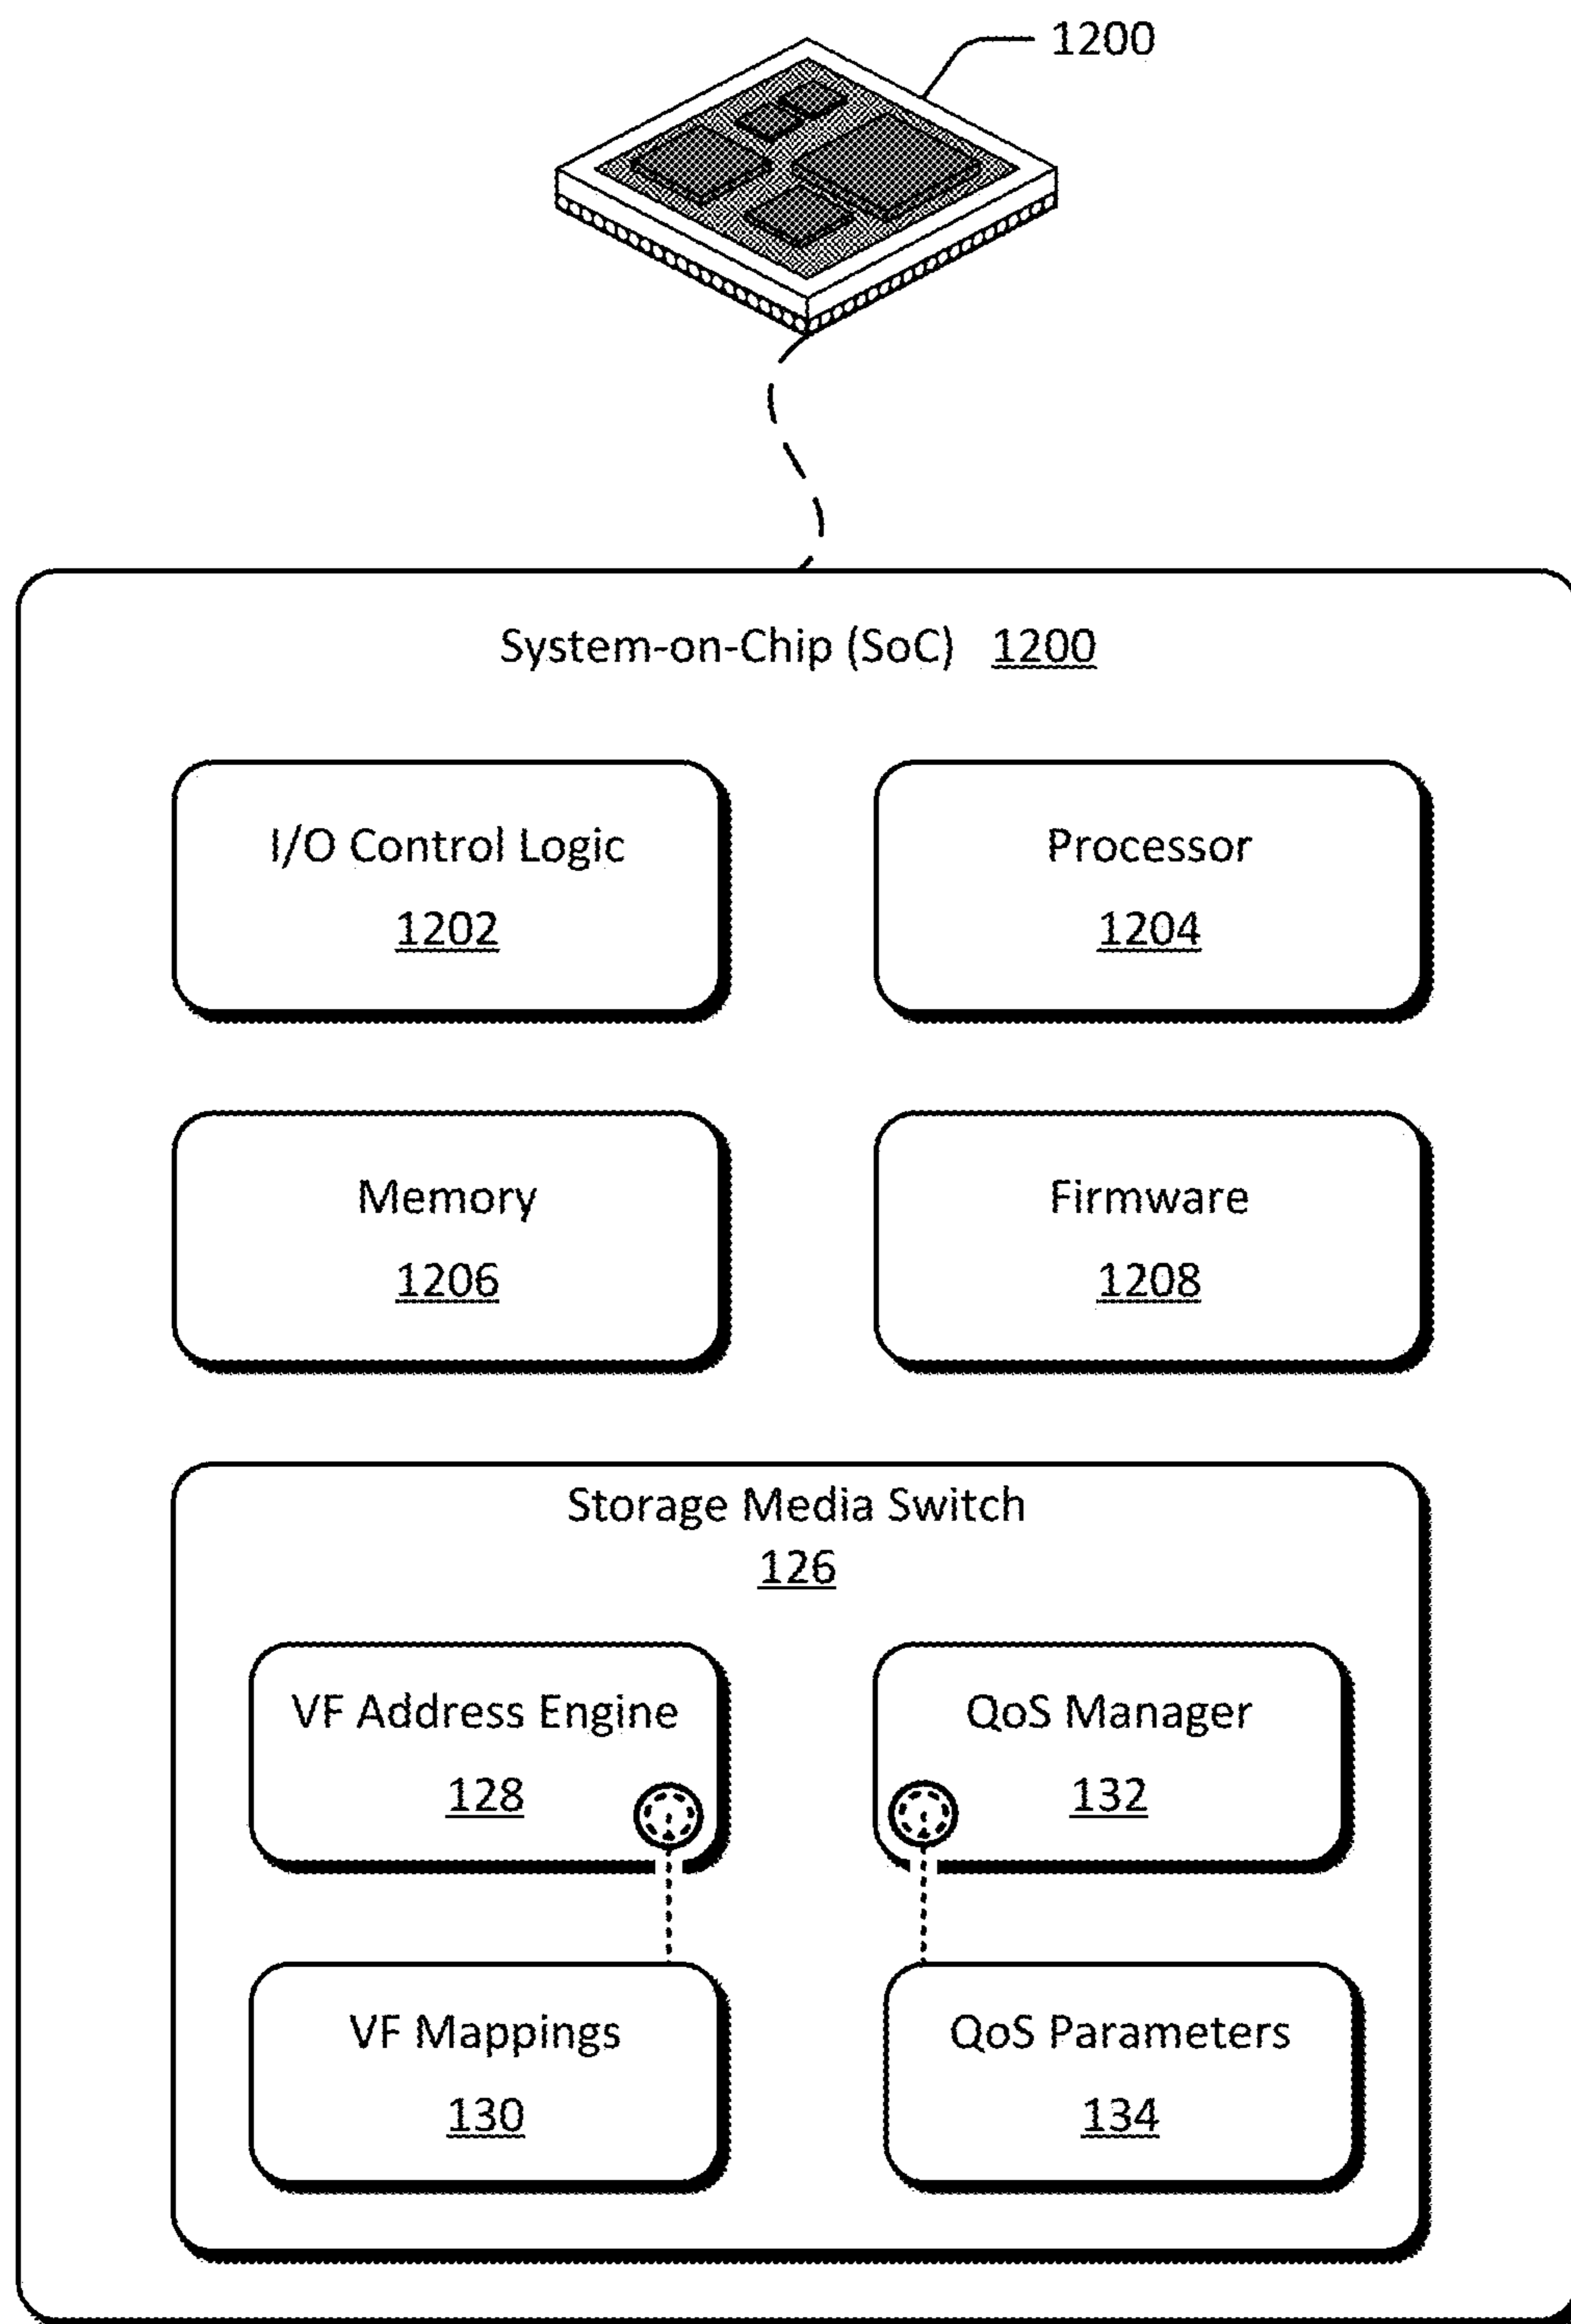 1200
System-on-Chip (SoC) 1200
I/O Control Logic
1202
Processor
1204
Memory
1206
Firmware
1208
Storage Media Switch
126
VF Address Engine
128
QoS Manager
132
VF Mappings
130
QoS Parameters
134